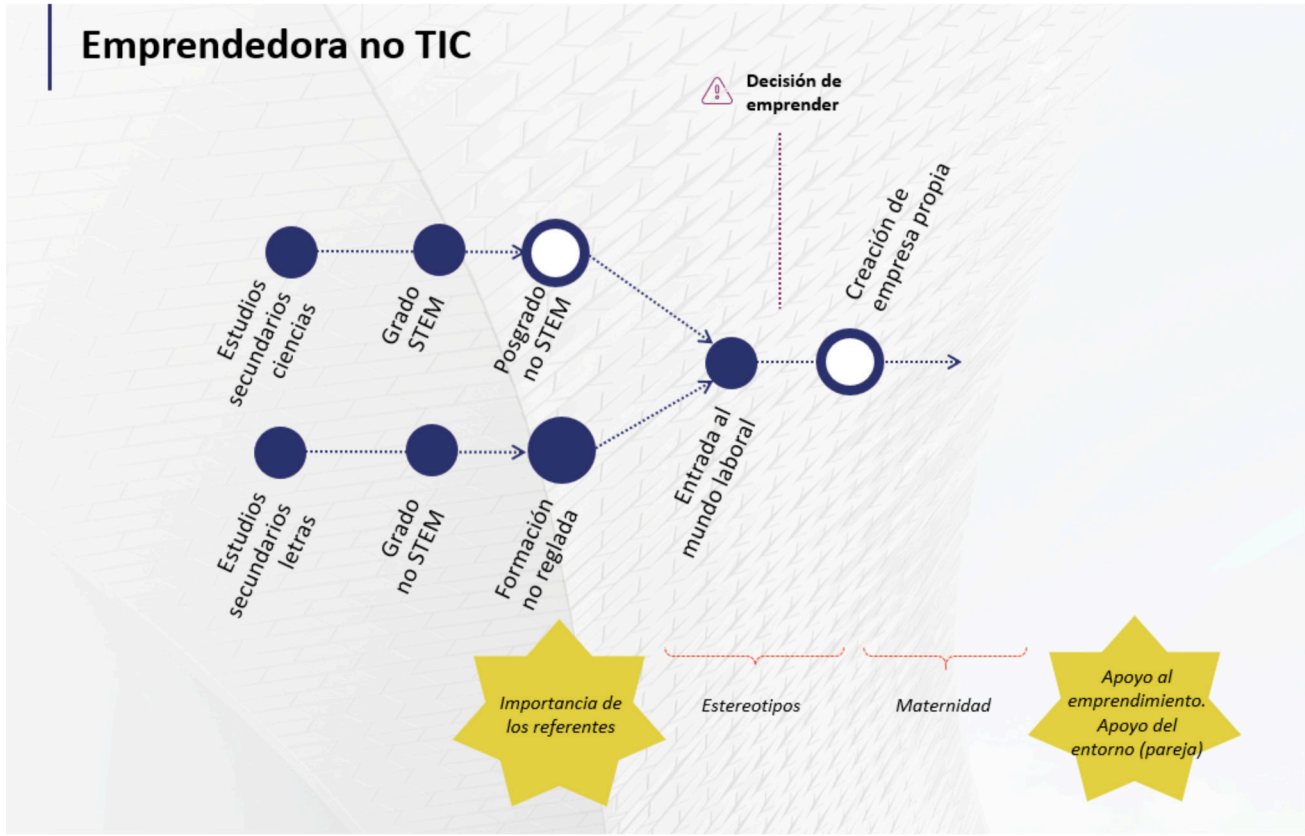 Emprendedora no TIC
Decisión de
emprender
Creación de
empresa propia
Estudios
secundarios
ciencias
Grado
STEM
Posgrado
no STEM
Entrada al
mundo laboral
Estudios
secundarios
letras
Grado
no STEM
Formación
no reglada
Importancia de
los referentes
Estereotipos
Maternidad
Apoyo al
emprendimiento.
Apoyo del
entorno (pareja)